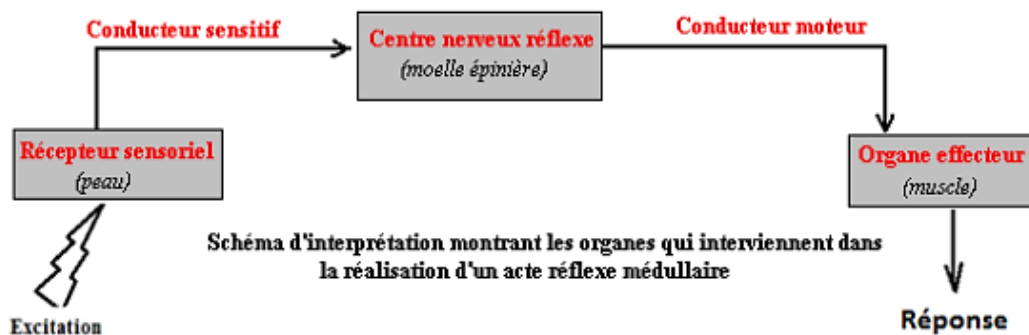 Conducteur sensitif
Centre nerveux réflexe
(moelle épinière)
Conducteur moteur
Récepteur sensoriel
(peau)
Organe effecteur
(muscle)
Schéma d'interprétation montrant les organes qui interviennent dans
la réalisation d'un acte réflexe médullaire
Excitation
Réponse